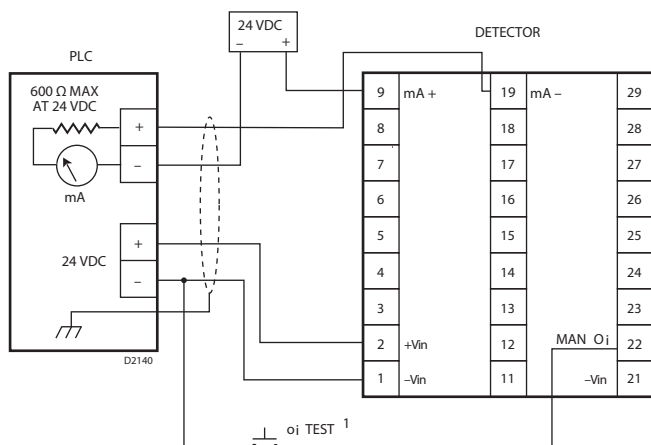 24 VDC
– +
PLC
DETECTOR
600 Ω MAX
AT 24 VDC
+
–
mA
24 VDC
+
–
D2140
9 mA + 19 mA – 29
8 18 28
7 17 27
6 16 26
5 15 25
4 14 24
3 13 23
2 +Vin 12 MAN Oi 22
1 –Vin 11 –Vin 21
oi TEST 1